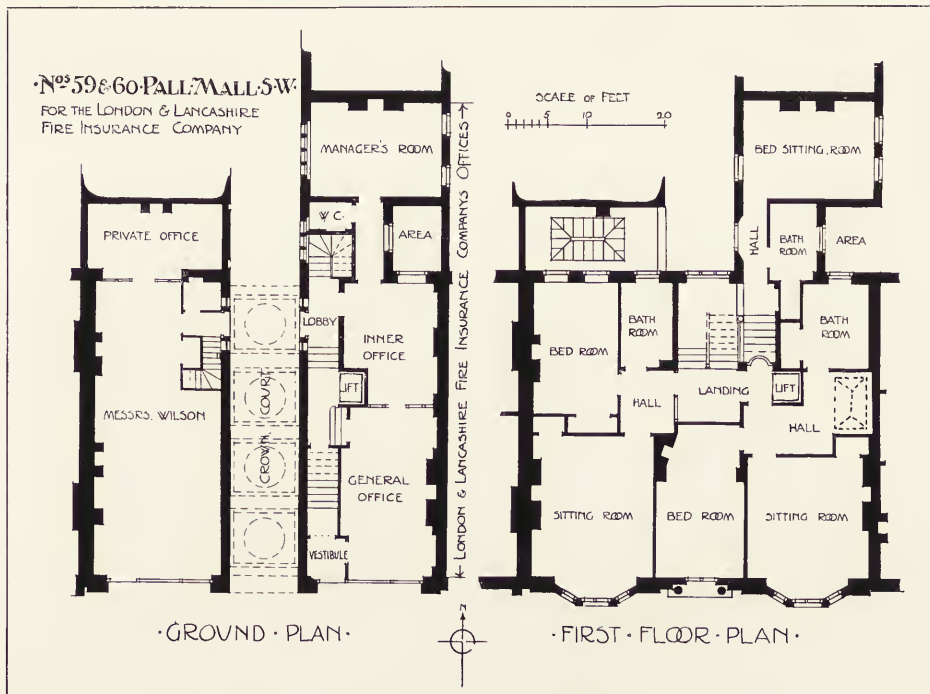 ·Nos 59 & 60·PALL·MALL·S·W·
FOR THE LONDON & LANCASHIRE
FIRE INSURANCE COMPANY
MANAGER'S ROOM
W.C.
AREA
PRIVATE OFFICE
LOBBY
INNER
OFFICE
LIFT
MESSRS. WILSON
CROWN COURT
GENERAL
OFFICE
VESTIBULE
LONDON & LANCASHIRE FIRE INSURANCE COMPANYS OFFICES
·GROUND·PLAN·
N
SCALE OF FEET
0 5 10 20
BED SITTING ROOM
HALL
BATH
ROOM
AREA
BED ROOM
BATH
ROOM
BATH
ROOM
LANDING
LIFT
HALL
HALL
SITTING ROOM
BED ROOM
SITTING ROOM
·FIRST·FLOOR·PLAN·